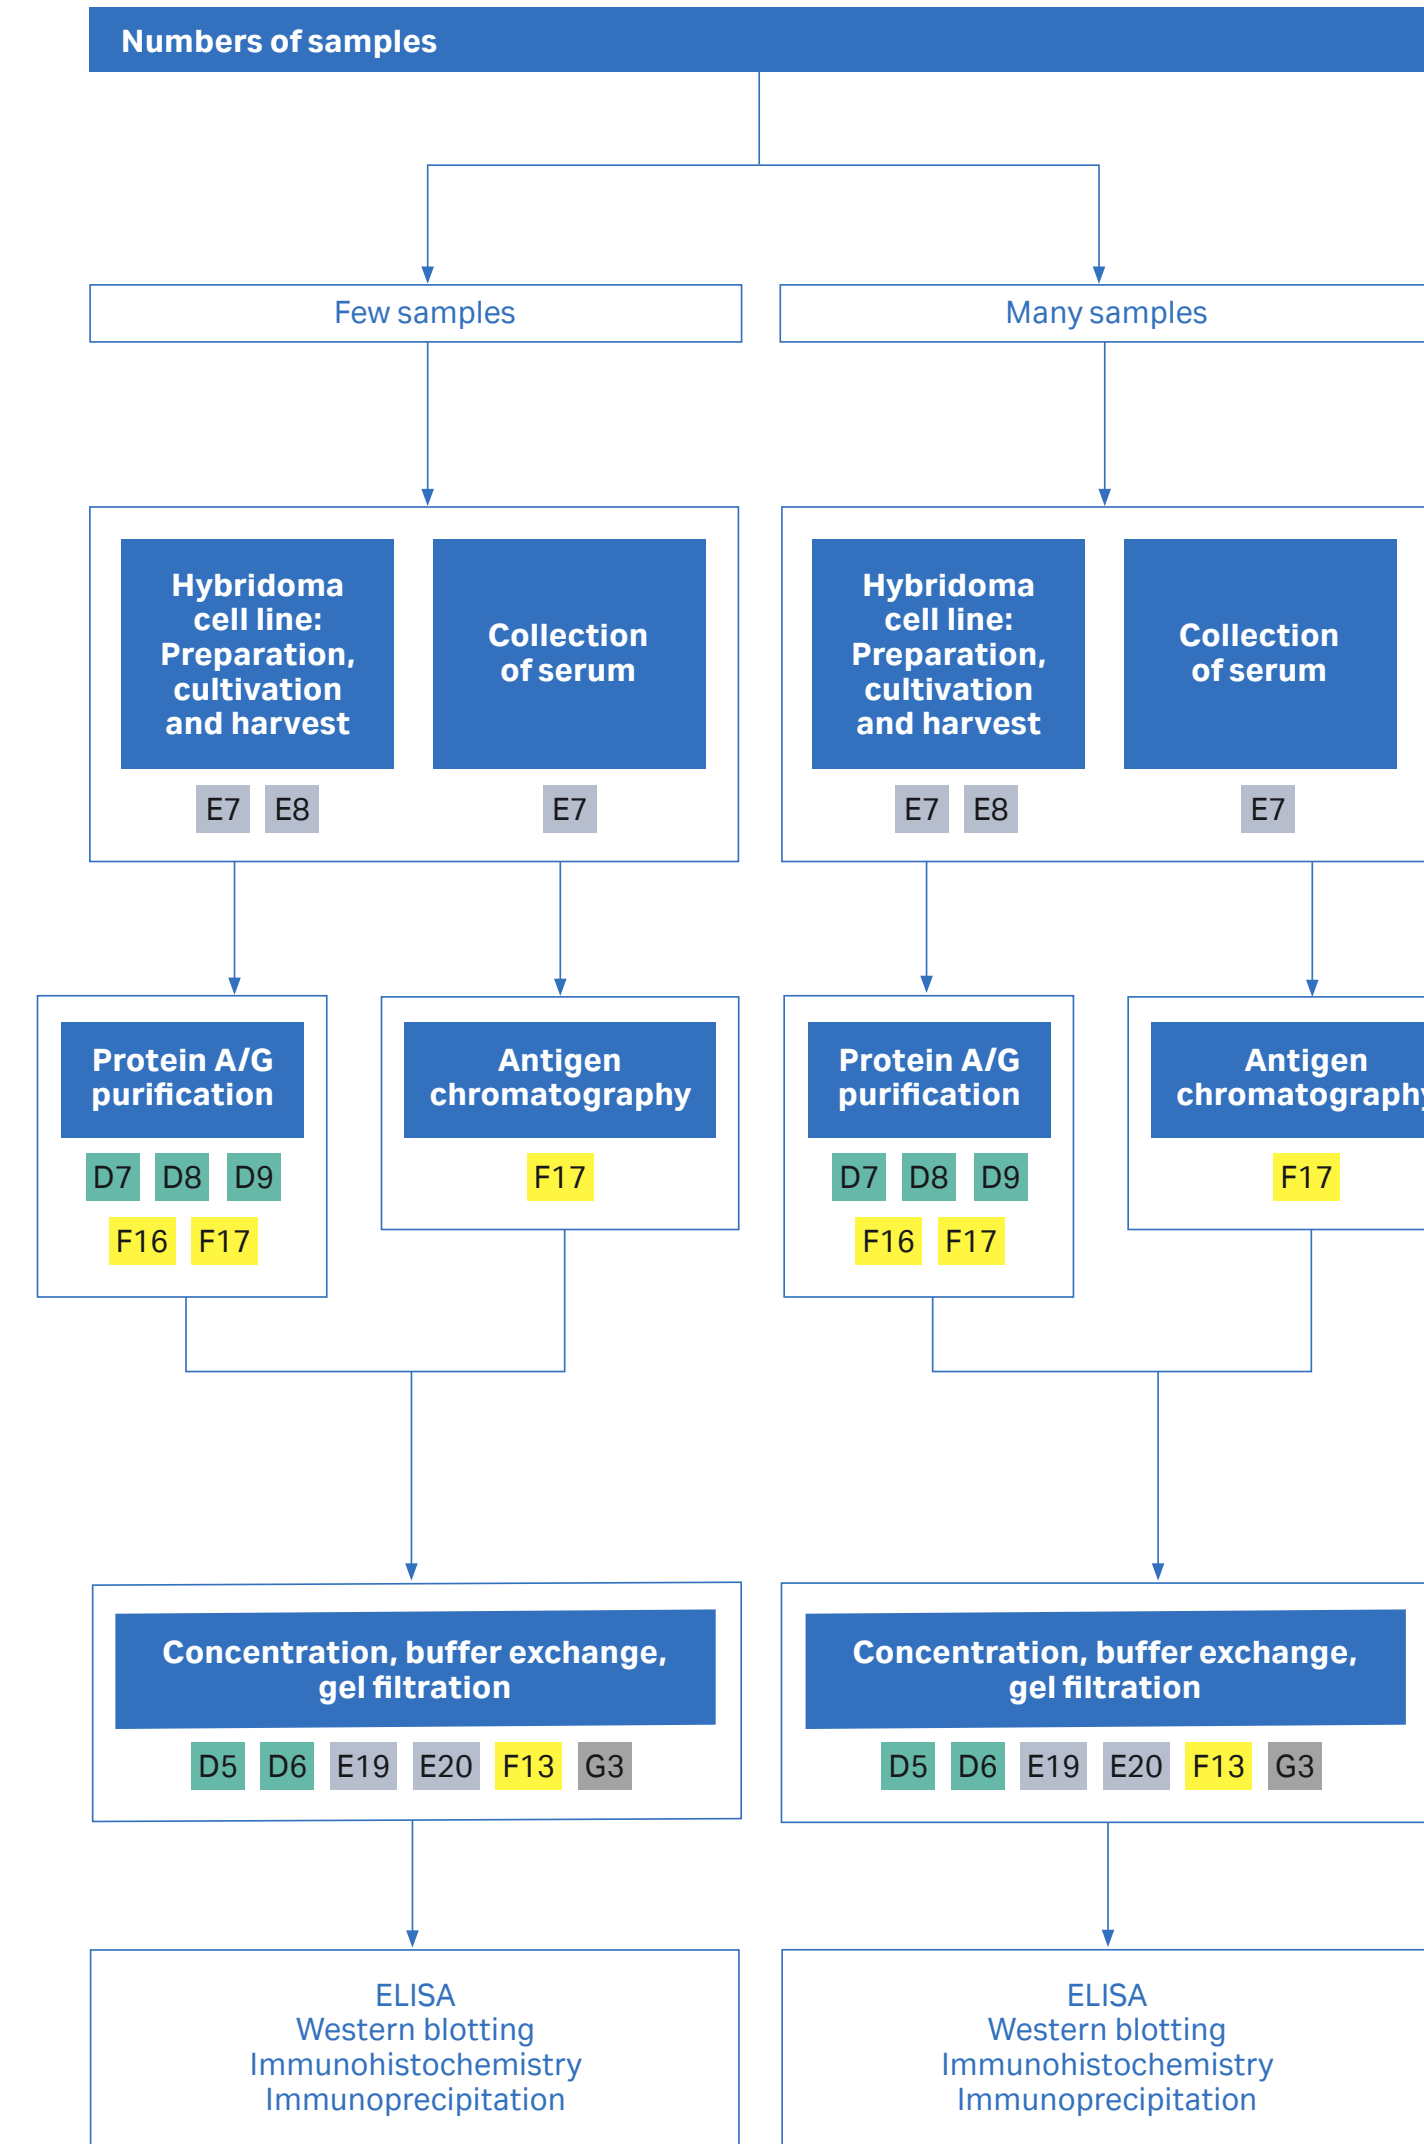 Numbers of samples
Few samples
Many samples
Hybridoma
cell line:
Preparation,
cultivation
and harvest
Collection
of serum
Hybridoma
cell line:
Preparation,
cultivation
and harvest
Collection
of serum
E7 E8
E7
E7 E8
E7
Protein A/G
purification
Antigen
chromatography
Protein A/G
purification
Antigen
chromatography
D7 D8 D9
F16 F17
F17
D7 D8 D9
F16 F17
F17
Concentration, buffer exchange,
gel filtration
Concentration, buffer exchange,
gel filtration
D5 D6 E19 E20 F13 G3
D5 D6 E19 E20 F13 G3
ELISA
Western blotting
Immunohistochemistry
Immunoprecipitation
ELISA
Western blotting
Immunohistochemistry
Immunoprecipitation